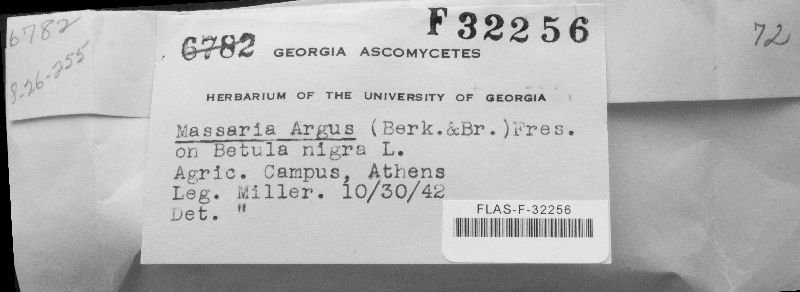 6782
8-26-255
F 32256
72
6782 GEORGIA ASCOMYCETES
HERBARIUM OF THE UNIVERSITY OF GEORGIA
Massaria Argus (Berk.&Br.)Fres.
on Betula nigra L.
Agric. Campus, Athens
Leg. Miller. 10/30/42
Det. "
FLAS-F-32256